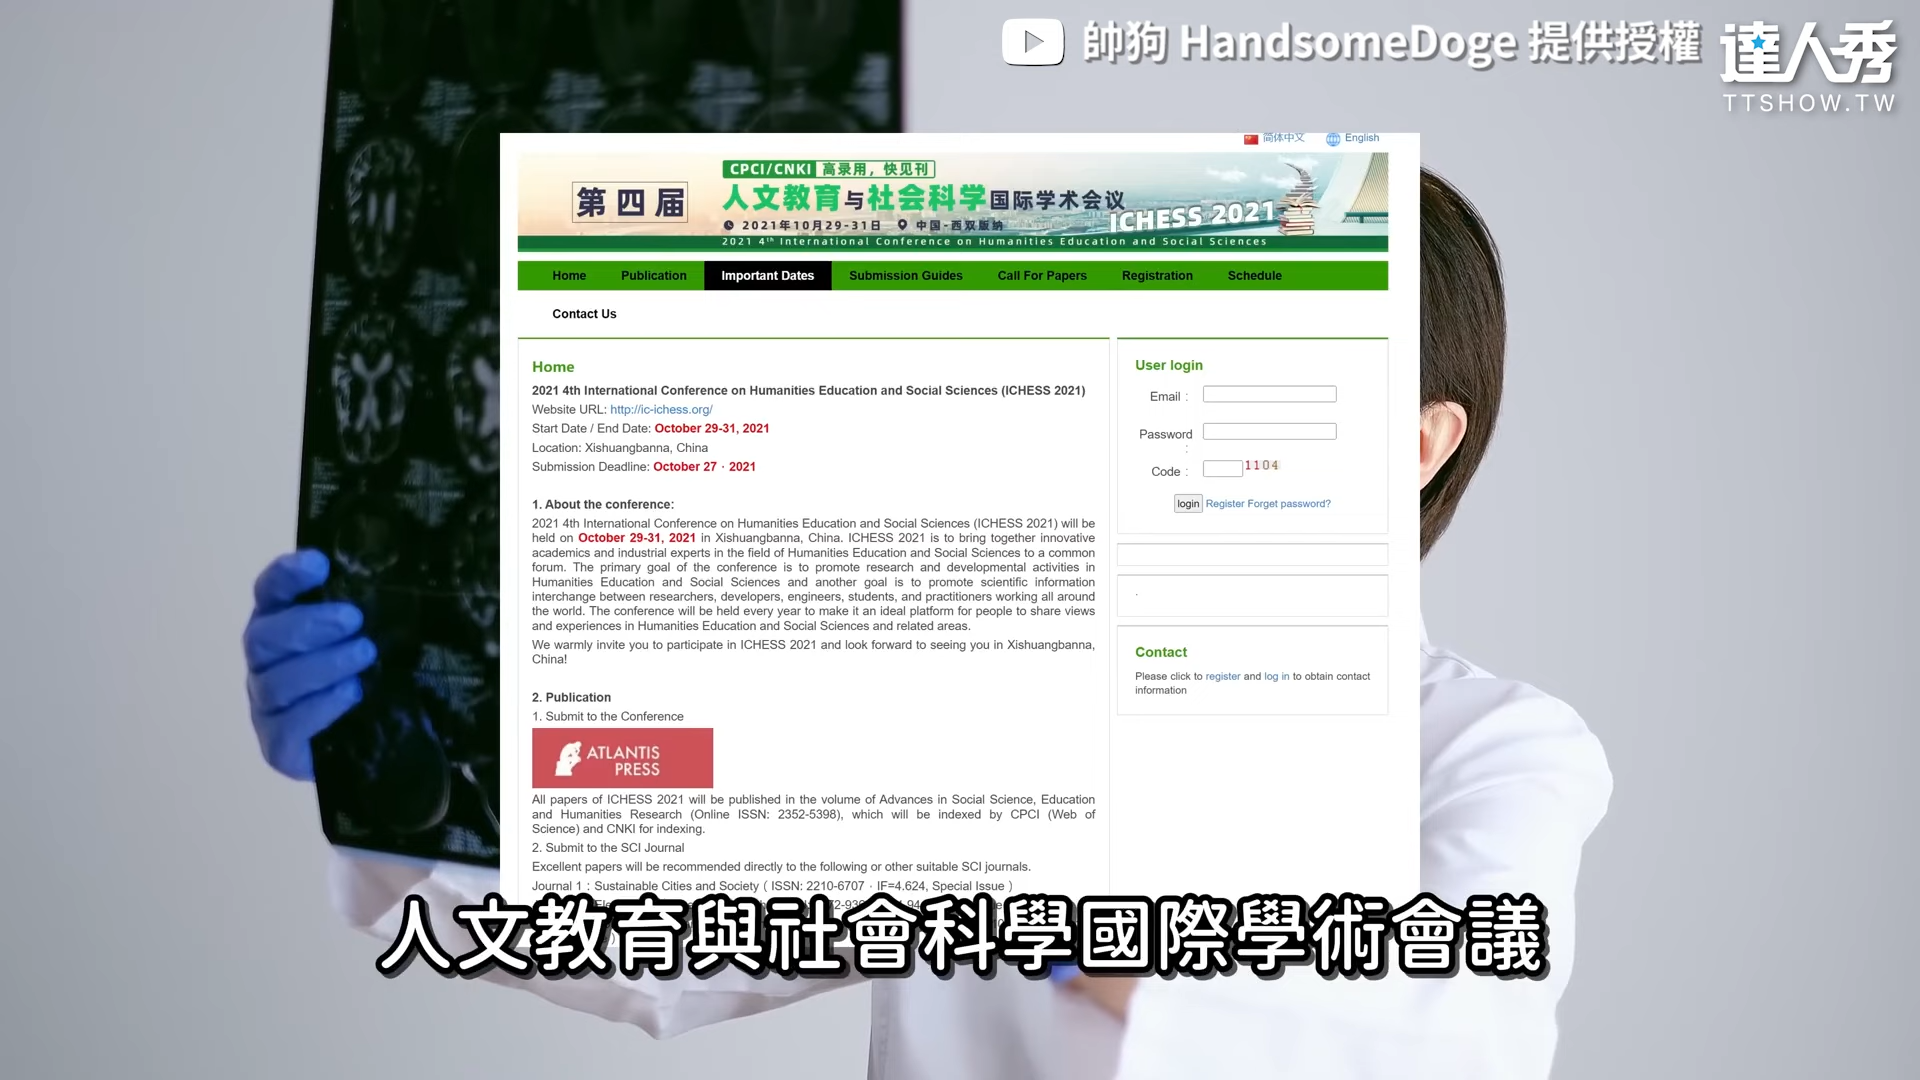 帥狗 HandsomeDoge 提供授權
達人秀
TTSHOW.TW
简体中文 English
CPCI/CNKI 高录用，快见刊
第四届
人文教育与社会科学国际学术会议
2021年10月29-31日 中国-西双版纳
ICHESS 2021
2021 4th International Conference on Humanities Education and Social Sciences
Home Publication Important Dates Submission Guides Call For Papers Registration Schedule
Contact Us
Home
2021 4th International Conference on Humanities Education and Social Sciences (ICHESS 2021)
Website URL: http://ic-ichess.org/
Start Date / End Date: October 29-31, 2021
Location: Xishuangbanna, China
Submission Deadline: October 27，2021
1. About the conference:
2021 4th International Conference on Humanities Education and Social Sciences (ICHESS 2021) will be
held on October 29-31, 2021 in Xishuangbanna, China. ICHESS 2021 is to bring together innovative
academics and industrial experts in the field of Humanities Education and Social Sciences to a common
forum. The primary goal of the conference is to promote research and developmental activities in
Humanities Education and Social Sciences and another goal is to promote scientific information
interchange between researchers, developers, engineers, students, and practitioners working all around
the world. The conference will be held every year to make it an ideal platform for people to share views
and experiences in Humanities Education and Social Sciences and related areas.
We warmly invite you to participate in ICHESS 2021 and look forward to seeing you in Xishuangbanna,
China!
2. Publication
1. Submit to the Conference
ATLANTIS
PRESS
All papers of ICHESS 2021 will be published in the volume of Advances in Social Science, Education
and Humanities Research (Online ISSN: 2352-5398), which will be indexed by CPCI (Web of
Science) and CNKI for indexing.
2. Submit to the SCI Journal
Excellent papers will be recommended directly to the following or other suitable SCI journals.
Journal 1：Sustainable Cities and Society（ISSN: 2210-6707，IF=4.624, Special Issue）
User login
Email :
Password
:
Code : 1104
login Register Forget password?
.
Contact
Please click to register and log in to obtain contact
information
人文教育與社會科學國際學術會議